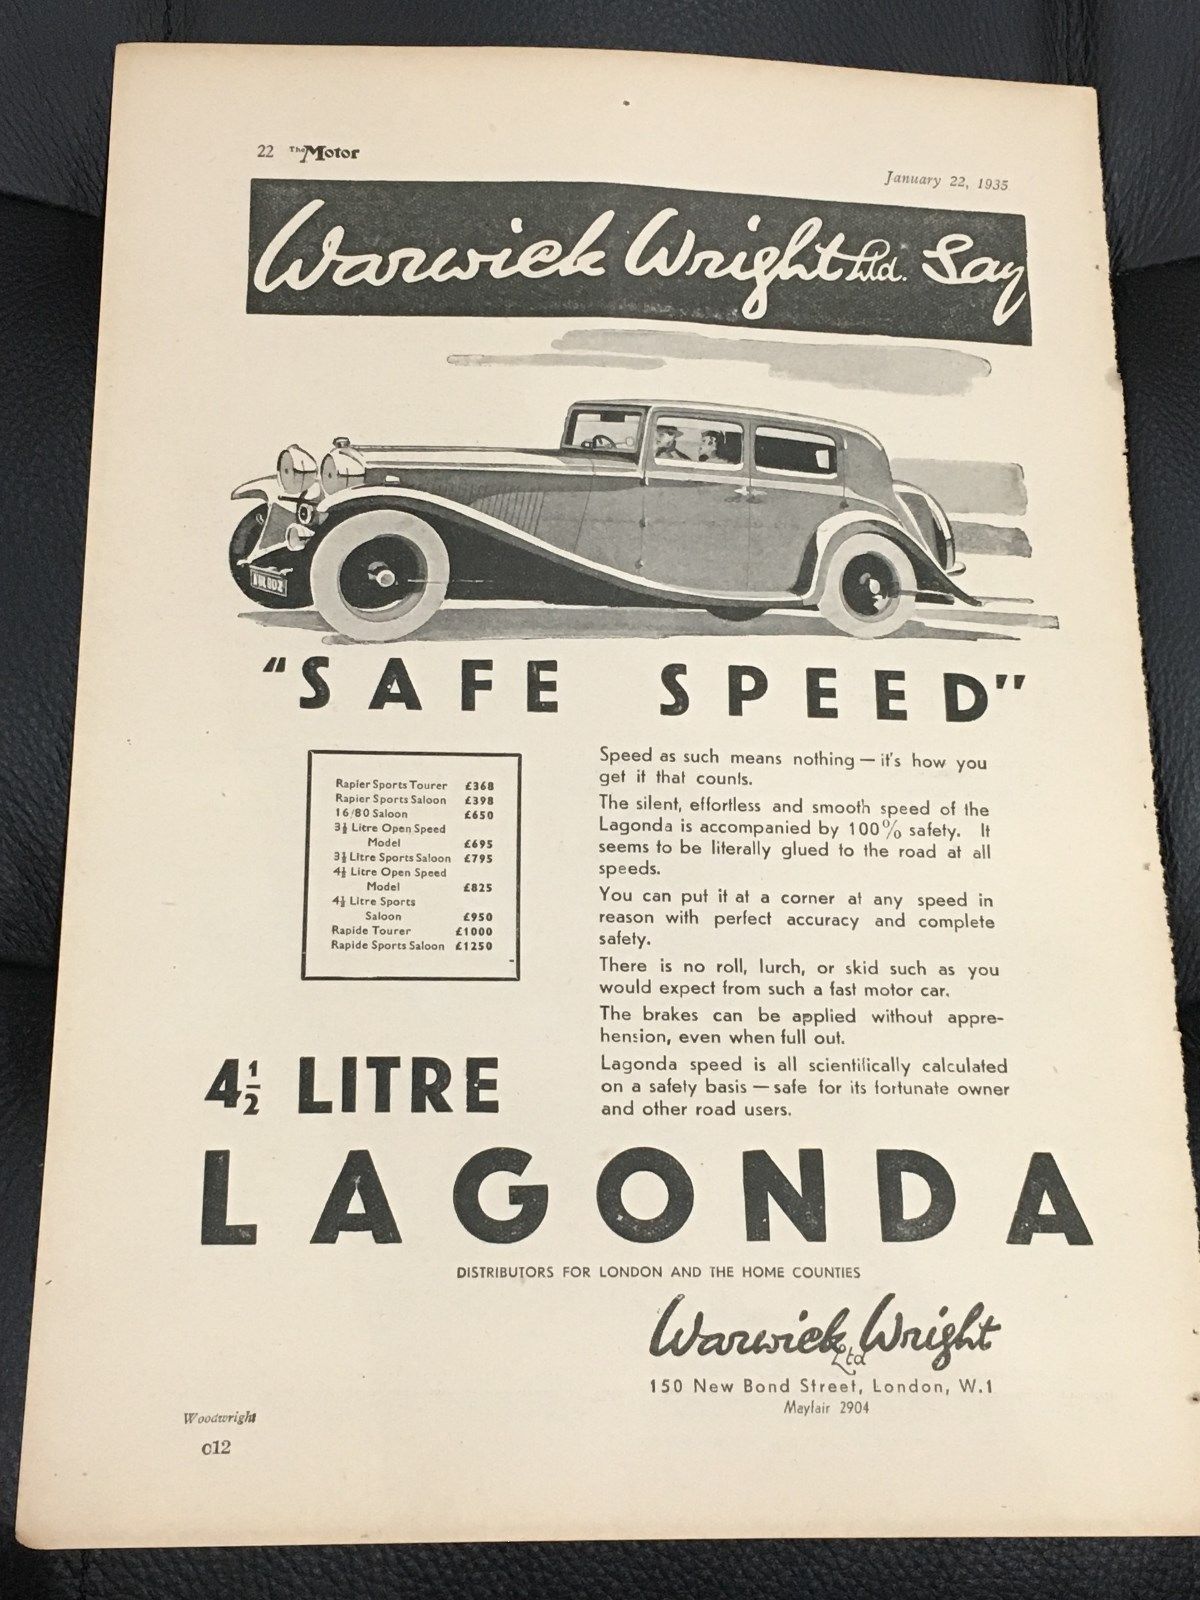 22 The Motor
January 22, 1935
Warwick Wright Ltd. Say
"SAFE SPEED"
Rapier Sports Tourer £368
Rapier Sports Saloon £398
16/80 Saloon £650
3½ Litre Open Speed
Model £695
3½ Litre Sports Saloon £795
4½ Litre Open Speed
Model £825
4½ Litre Sports
Saloon £950
Rapide Tourer £1000
Rapide Sports Saloon £1250
Speed as such means nothing — it's how you
get it that counts.
The silent, effortless and smooth speed of the
Lagonda is accompanied by 100% safety. It
seems to be literally glued to the road at all
speeds.
You can put it at a corner at any speed in
reason with perfect accuracy and complete
safety.
There is no roll, lurch, or skid such as you
would expect from such a fast motor car.
The brakes can be applied without appre-
hension, even when full out.
Lagonda speed is all scientifically calculated
on a safety basis — safe for its fortunate owner
and other road users.
4½ LITRE
LAGONDA
DISTRIBUTORS FOR LONDON AND THE HOME COUNTIES
Warwick Wright
Ltd
150 New Bond Street, London, W.1
Mayfair 2904
Woodwright
c12